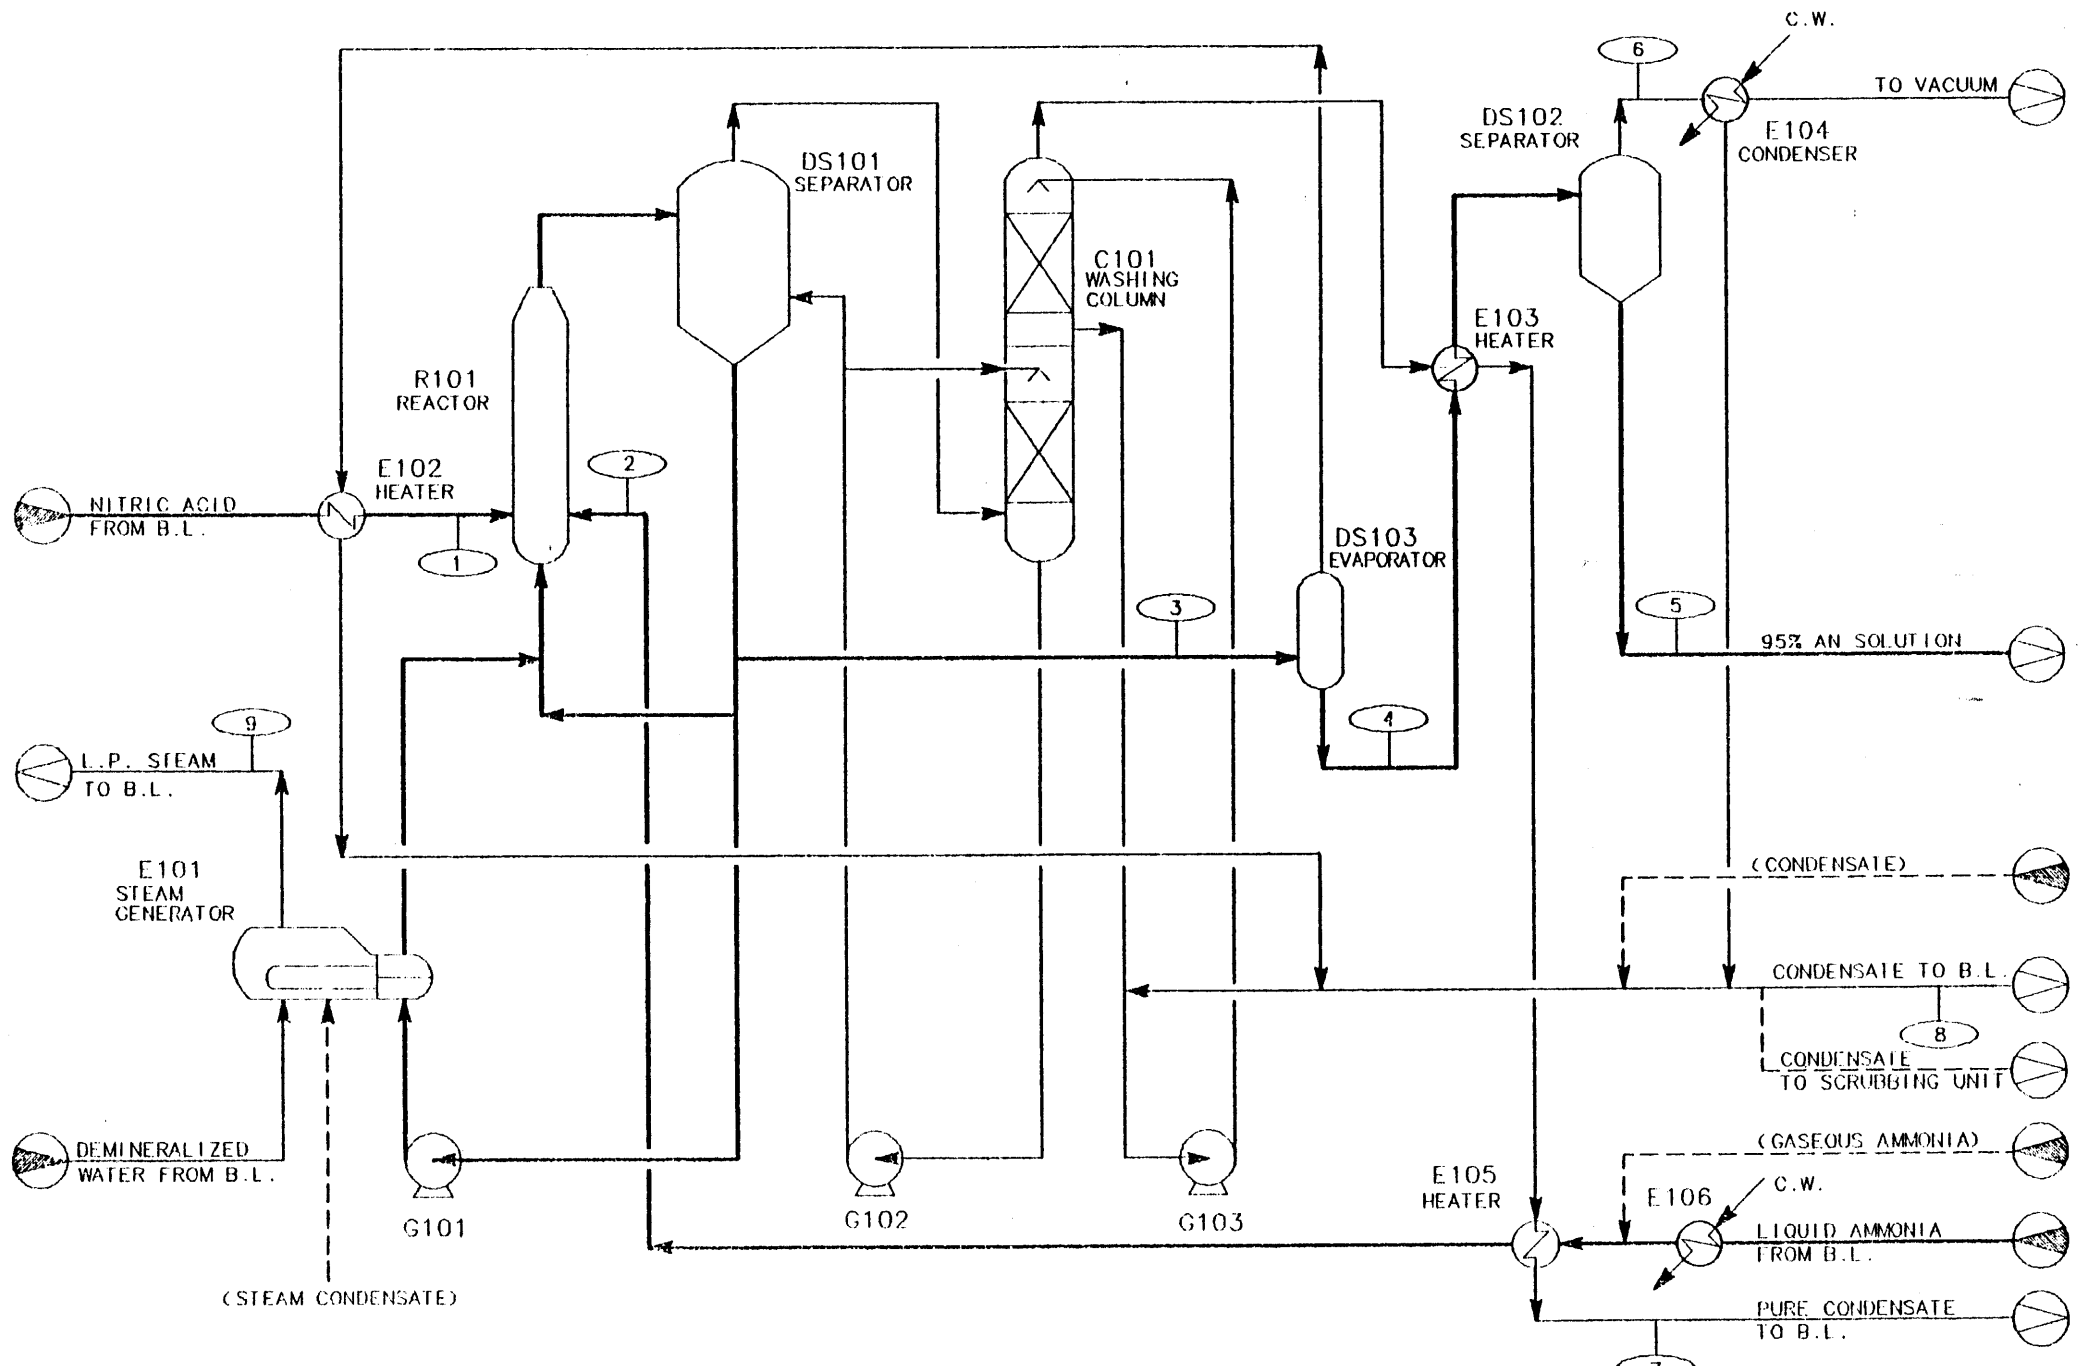 C.W.
6
TO VACUUM
DS102
SEPARATOR
E104
CONDENSER
DS101
SEPARATOR
C101
WASHING
COLUMN
E103
HEATER
R101
REACTOR
2
E102
HEATER
NITRIC ACID
FROM B.L.
1
DS103
EVAPORATOR
3
5
95% AN SOLUTION
9
4
L.P. STEAM
TO B.L.
E101
STEAM
GENERATOR
(CONDENSATE)
CONDENSATE TO B.L.
8
CONDENSATE
TO SCRUBBING UNIT
DEMINERALIZED
WATER FROM B.L.
(GASEOUS AMMONIA)
E105
HEATER
E106
C.W.
G101
G102
G103
LIQUID AMMONIA
FROM B.L.
(STEAM CONDENSATE)
PURE CONDENSATE
TO B.L.